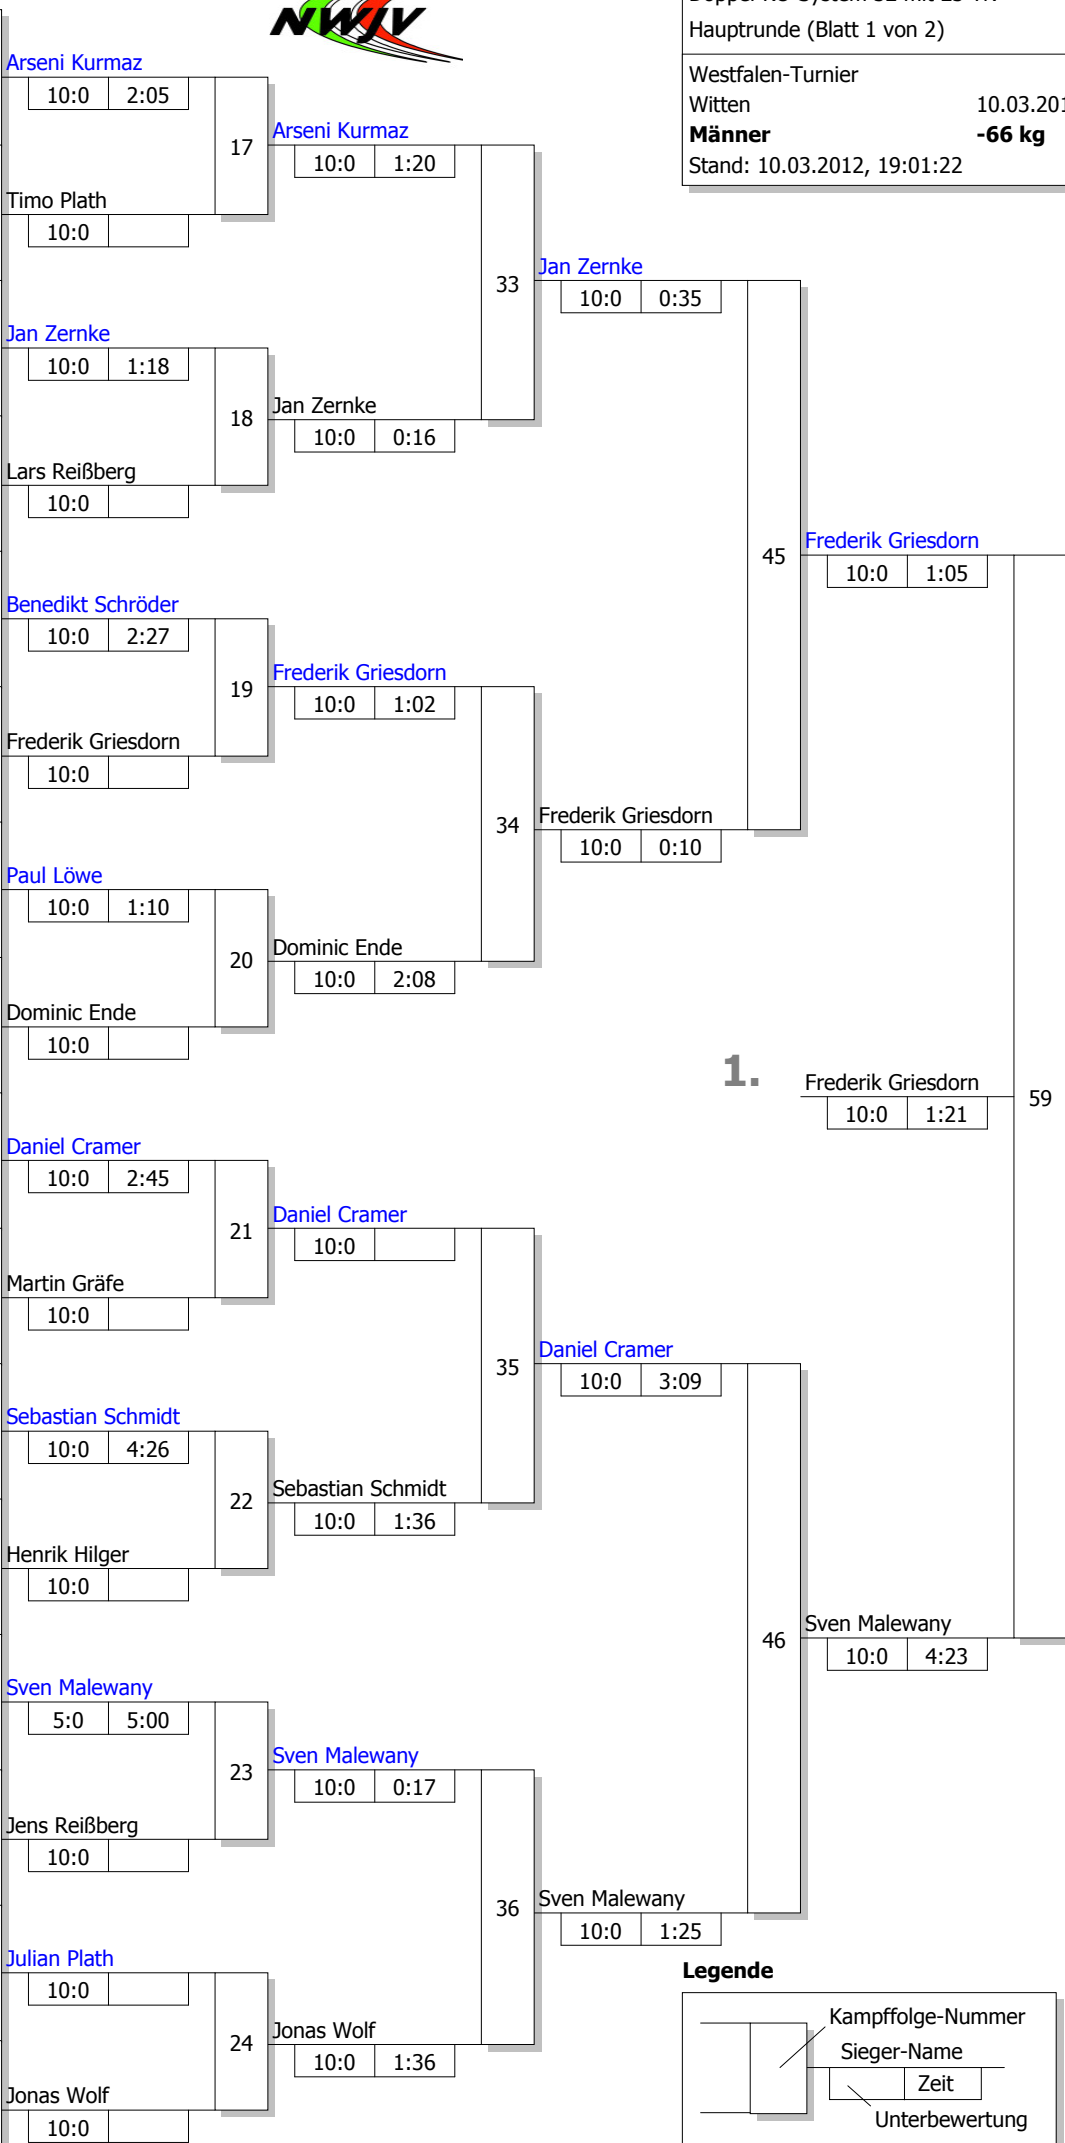 NWJV
Hauptrunde (Blatt 1 von 2)
Westfalen-Turnier
Witten
Männer -66 kg
Stand: 10.03.2012, 19:01:22
Arseni Kurmaz
10:0 2:05
17
Timo Plath
10:0
Jan Zernke
10:0 1:18
18
Lars Reißberg
10:0
Benedikt Schröder
10:0 2:27
19
Frederik Griesdorn
10:0
Paul Löwe
10:0 1:10
20
Dominic Ende
10:0
Daniel Cramer
10:0 2:45
21
Martin Gräfe
10:0
Sebastian Schmidt
10:0 4:26
22
Henrik Hilger
10:0
Sven Malewany
5:0 5:00
23
Jens Reißberg
10:0
Julian Plath
10:0
24
Jonas Wolf
10:0
Arseni Kurmaz
10:0 1:20
33
Jan Zernke
10:0 0:16
Frederik Griesdorn
10:0 1:02
34
Dominic Ende
10:0 2:08
Daniel Cramer
10:0
35
Sebastian Schmidt
10:0 1:36
Sven Malewany
10:0 0:17
36
Jonas Wolf
10:0 1:36
Jan Zernke
10:0 0:35
45
Frederik Griesdorn
10:0 0:10
Daniel Cramer
10:0 3:09
46
Sven Malewany
10:0 1:25
Frederik Griesdorn
10:0 1:05
1.
Frederik Griesdorn
10:0 1:21
59
Sven Malewany
10:0 4:23
Legende
Kampffolge-Nummer
Sieger-Name
Zeit
Unterbewertung